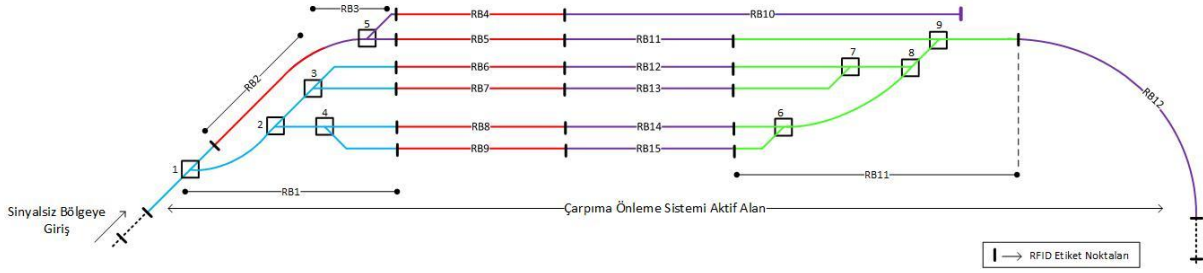 RB3
RB4
RB10
5
9
RB5
RB11
RB2
3
RB6
RB12
7
8
RB7
RB13
RB12
2
4
RB8
RB14
6
RB9
RB15
1
RB11
RB1
Sinyalsiz Bölgeye
Giriş
Çarpıma Önleme Sistemi Aktif Alan
RFID Etiket Noktaları